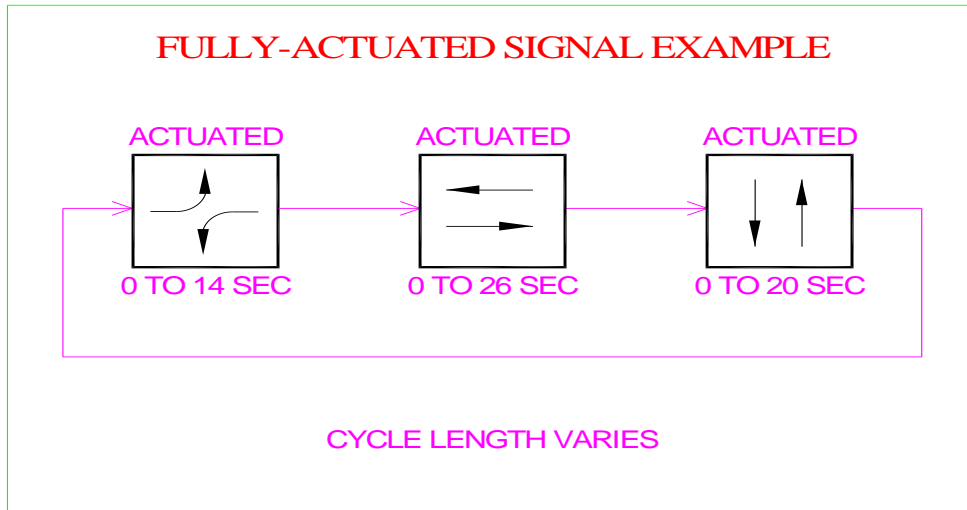 FULLY-ACTUATED SIGNAL EXAMPLE
ACTUATED ACTUATED ACTUATED
0 TO 14 SEC 0 TO 26 SEC 0 TO 20 SEC
CYCLE LENGTH VARIES